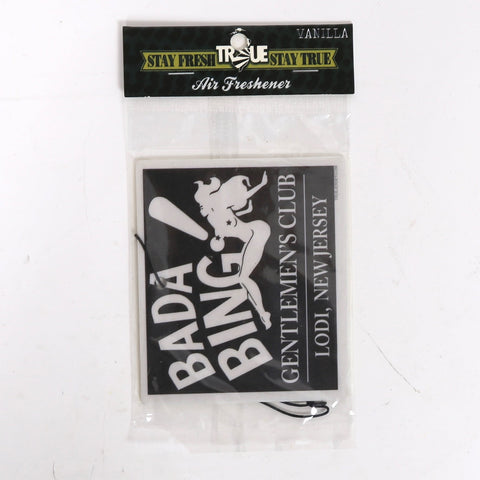 VANILLA
STAY FRESH TRUE STAY TRUE
Air Freshener
BADA
BING!
GENTLEMEN'S CLUB
LODI, NEW JERSEY